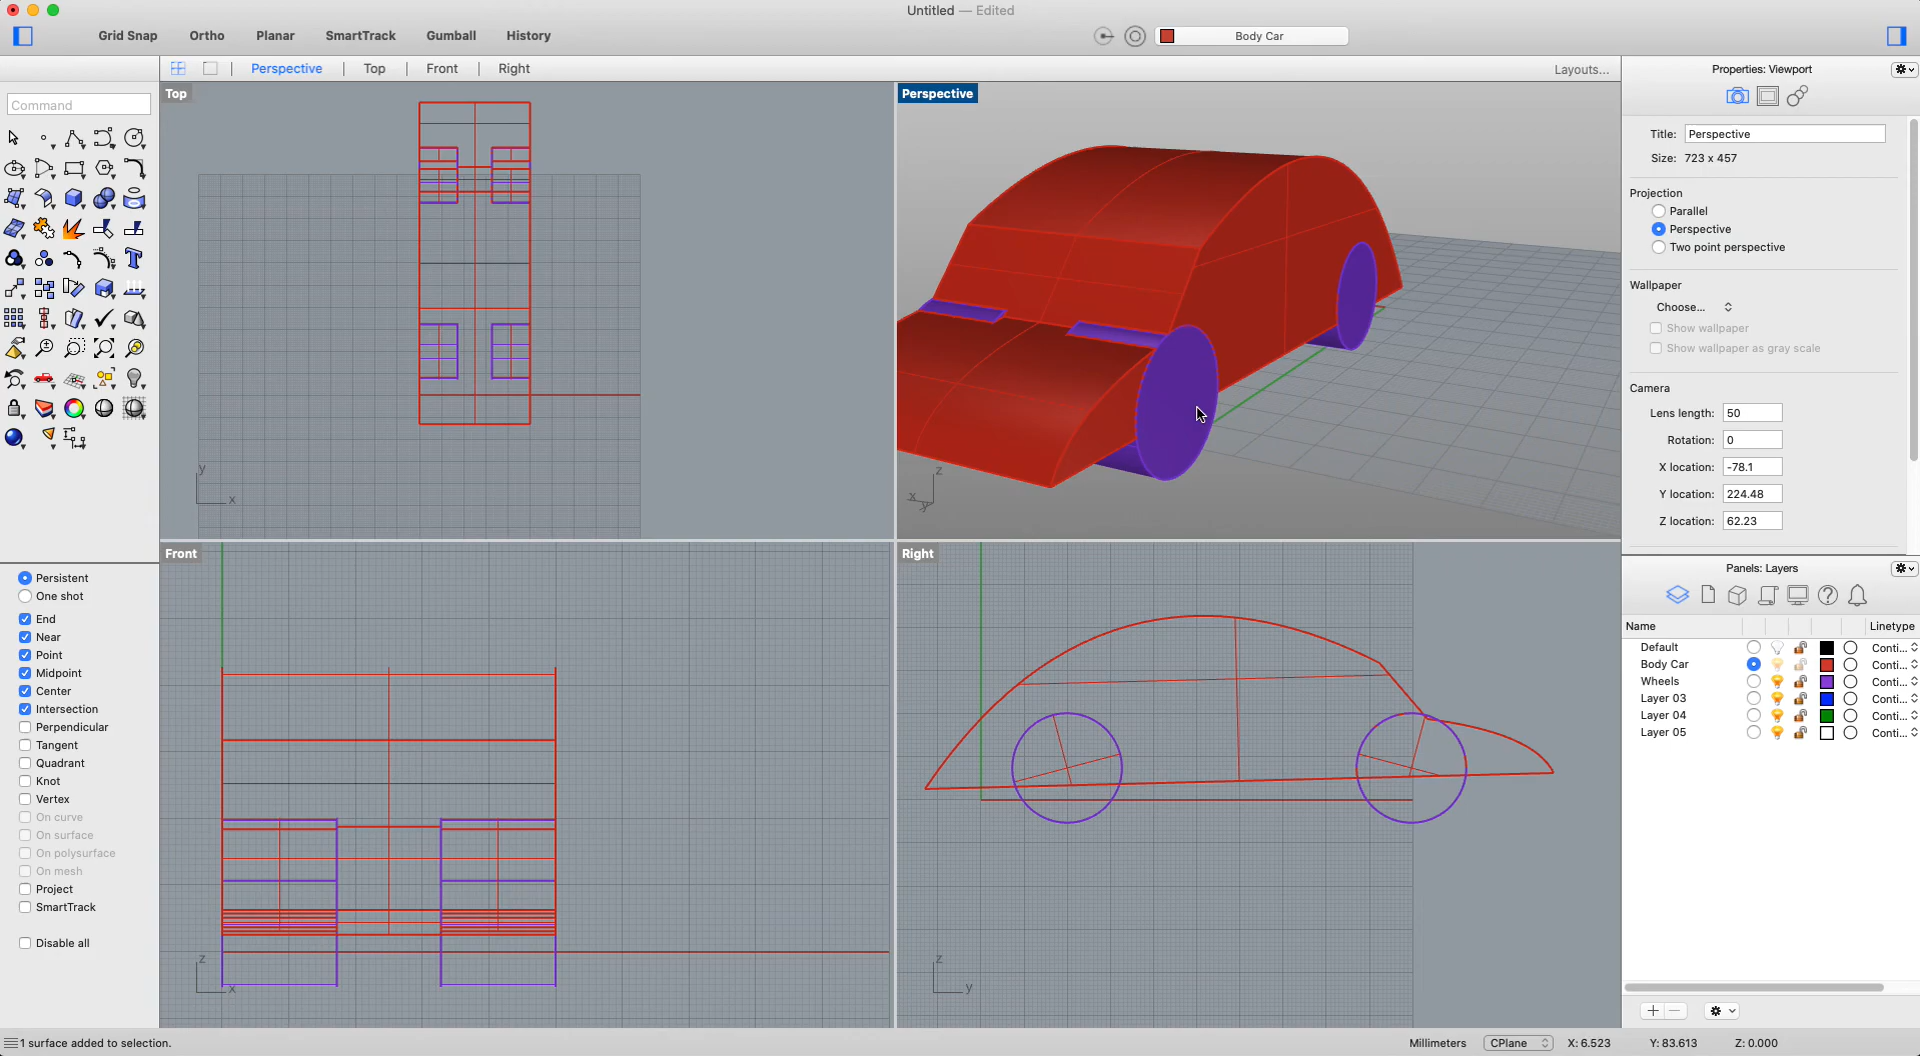 Untitled — Edited
Grid Snap Ortho Planar SmartTrack Gumball History Body Car
Perspective Top Front Right Layouts...
Command
Top
y
x
Perspective
z
x
y
Front
z
x
Right
z
y
Persistent
One shot
End
Near
Point
Midpoint
Center
Intersection
Perpendicular
Tangent
Quadrant
Knot
Vertex
On curve
On surface
On polysurface
On mesh
Project
SmartTrack
Disable all
Properties: Viewport
Title: Perspective
Size: 723 x 457
Projection
Parallel
Perspective
Two point perspective
Wallpaper
Choose...
Show wallpaper
Show wallpaper as gray scale
Camera
Lens length: 50
Rotation: 0
X location: -78.1
Y location: 224.48
Z location: 62.23
Panels: Layers
Name Linetype
Default Conti...
Body Car Conti...
Wheels Conti...
Layer 03 Conti...
Layer 04 Conti...
Layer 05 Conti...
1 surface added to selection. Millimeters CPlane X: 6.523 Y: 83.613 Z: 0.000